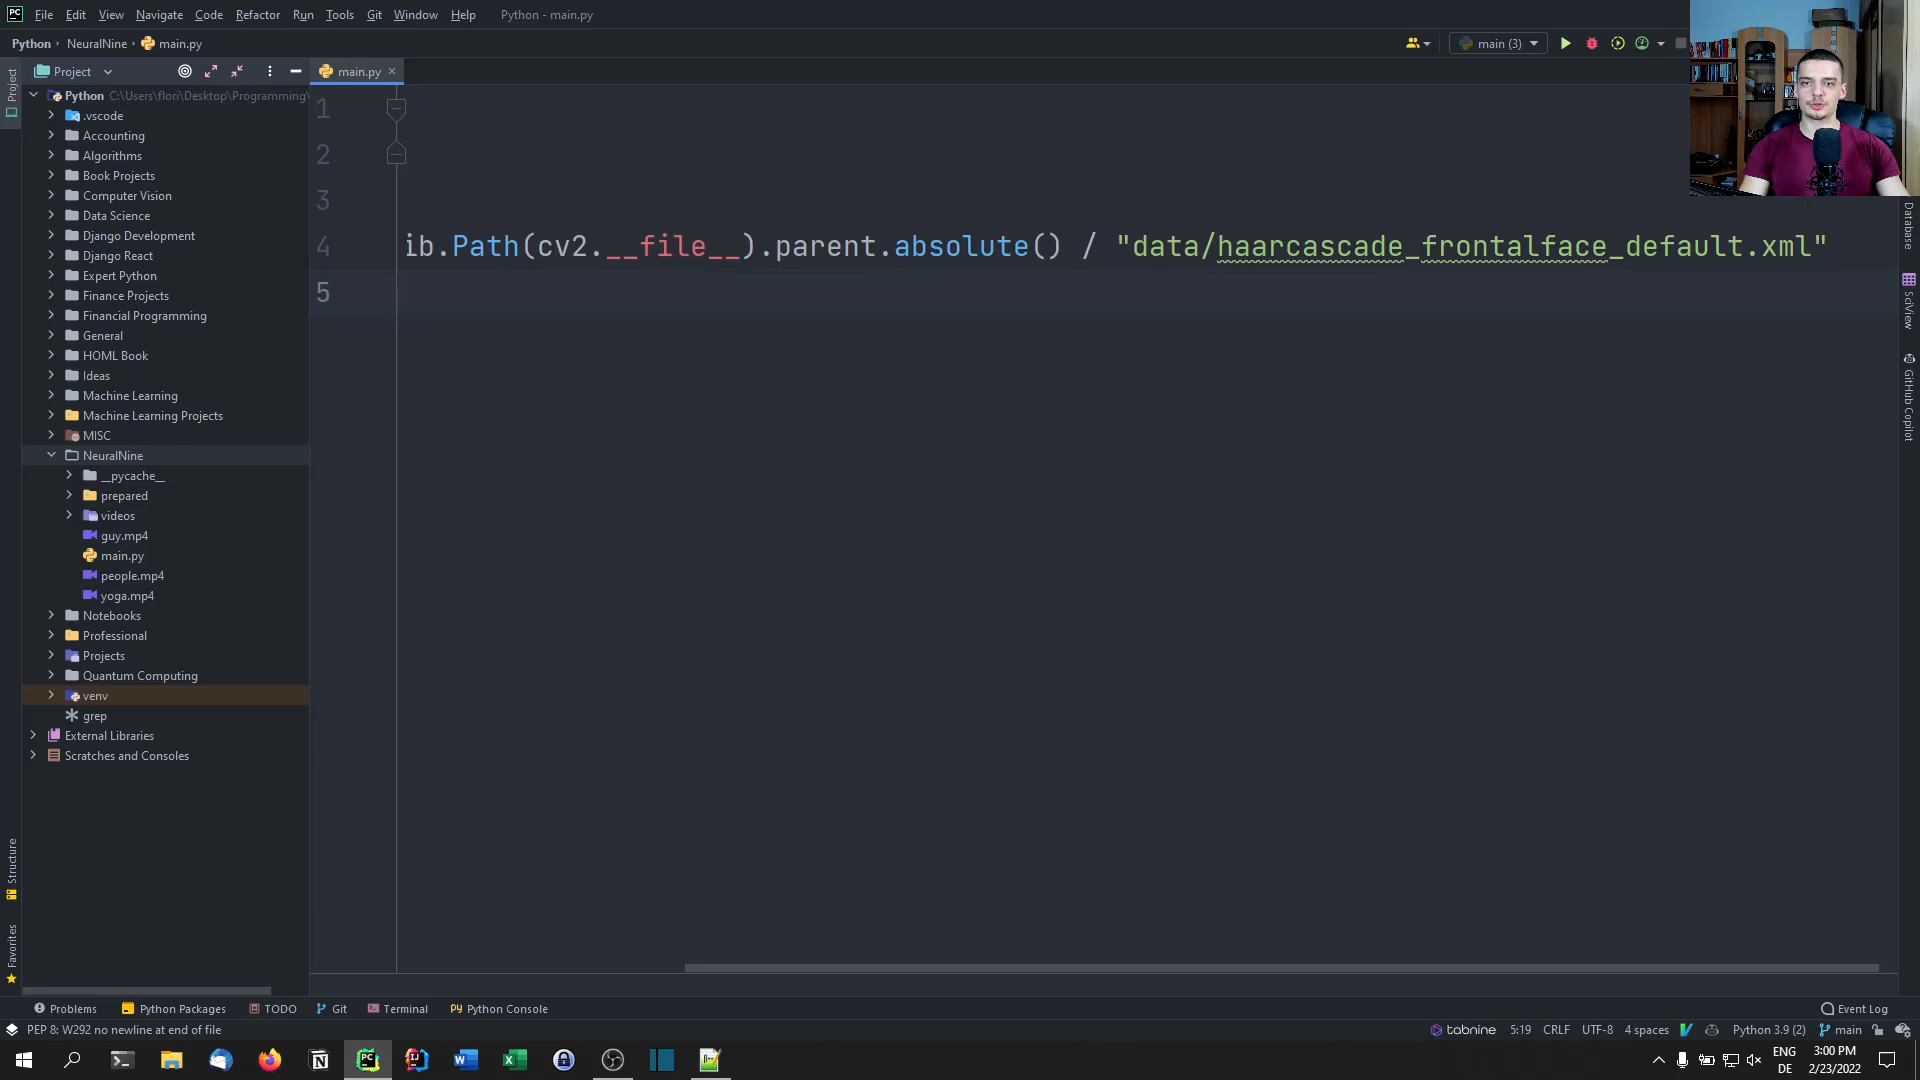 File Edit View Navigate Code Refactor Run Tools Git Window Help Python - main.py
Python NeuralNine main.py
main (3)
Project
main.py
Project
Python C:\Users\flori\Desktop\Programming\
.vscode
Accounting
Algorithms
Book Projects
Computer Vision
Data Science
Django Development
Django React
Expert Python
Finance Projects
Financial Programming
General
HOML Book
Ideas
Machine Learning
Machine Learning Projects
MISC
NeuralNine
__pycache__
prepared
videos
guy.mp4
main.py
people.mp4
yoga.mp4
Notebooks
Professional
Projects
Quantum Computing
venv
grep
External Libraries
Scratches and Consoles
Structure
Favorites
1
2
3
4 ib.Path(cv2.__file__).parent.absolute() / "data/haarcascade_frontalface_default.xml"
5
Database
SciView
GitHub Copilot
Problems Python Packages TODO Git Terminal Python Console Event Log
PEP 8: W292 no newline at end of file tabnine 5:19 CRLF UTF-8 4 spaces Python 3.9 (2) main
ENG 3:00 PM
DE 2/23/2022